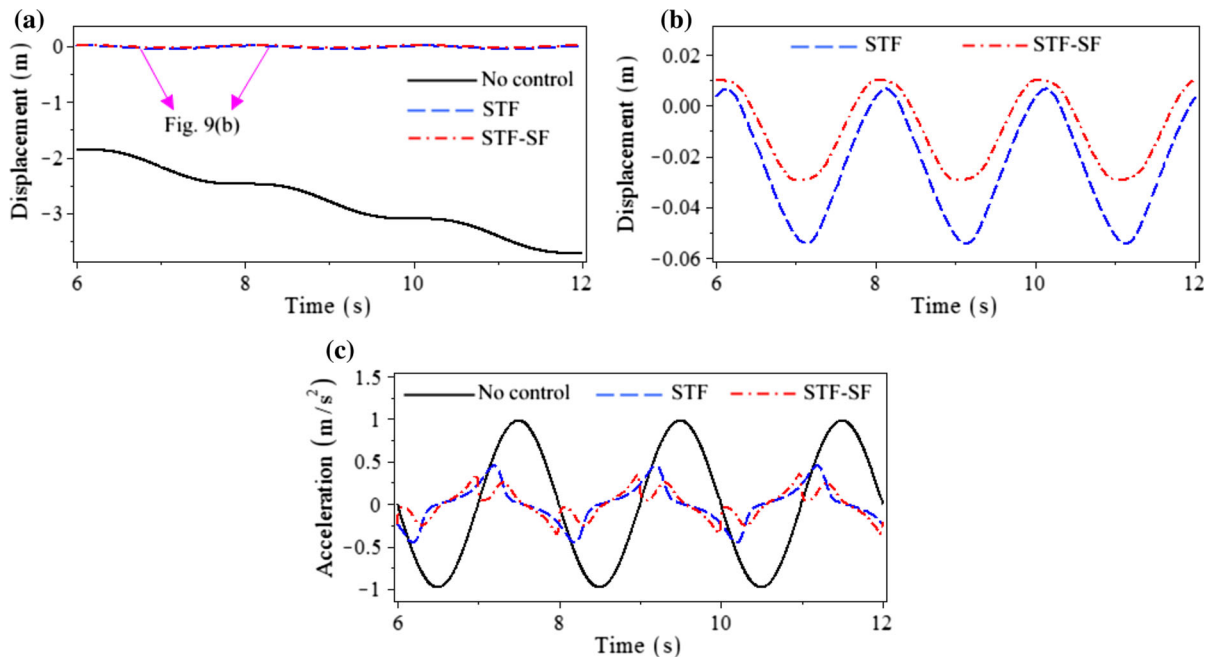 (a)
Displacement (m)
0
−1
−2
−3
No control
STF
STF-SF
Fig. 9(b)
6
8
10
12
Time (s)
(b)
Displacement (m)
0.02
0.00
−0.02
−0.04
−0.06
STF
STF-SF
6
8
10
12
Time (s)
(c)
Acceleration (m/s²)
1.5
1
0.5
0
−0.5
−1
No control
STF
STF-SF
6
8
10
12
Time (s)